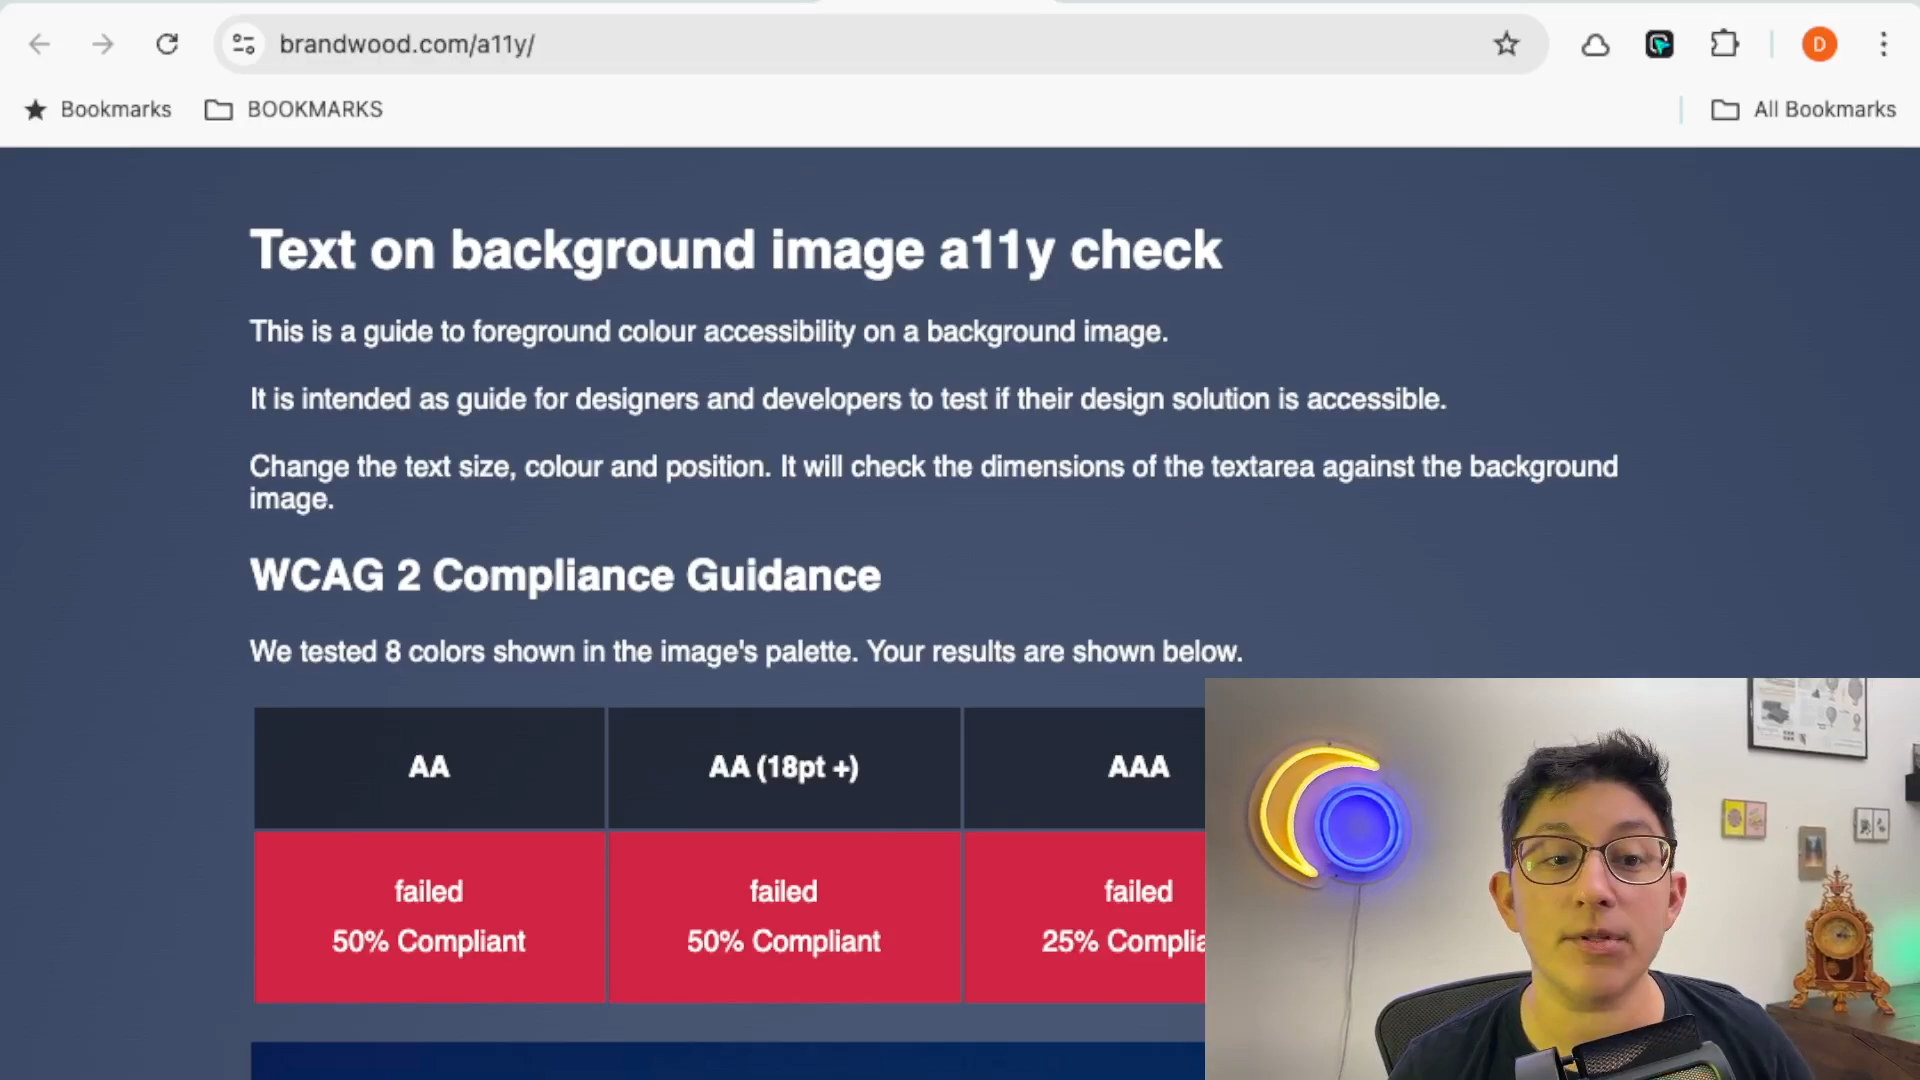 brandwood.com/a11y/
D
Bookmarks
BOOKMARKS
All Bookmarks
Text on background image a11y check
This is a guide to foreground colour accessibility on a background image.
It is intended as guide for designers and developers to test if their design solution is accessible.
Change the text size, colour and position. It will check the dimensions of the textarea against the background
image.
WCAG 2 Compliance Guidance
We tested 8 colors shown in the image's palette. Your results are shown below.
AA
AA (18pt +)
AAA
failed
failed
failed
50% Compliant
50% Compliant
25% Complia